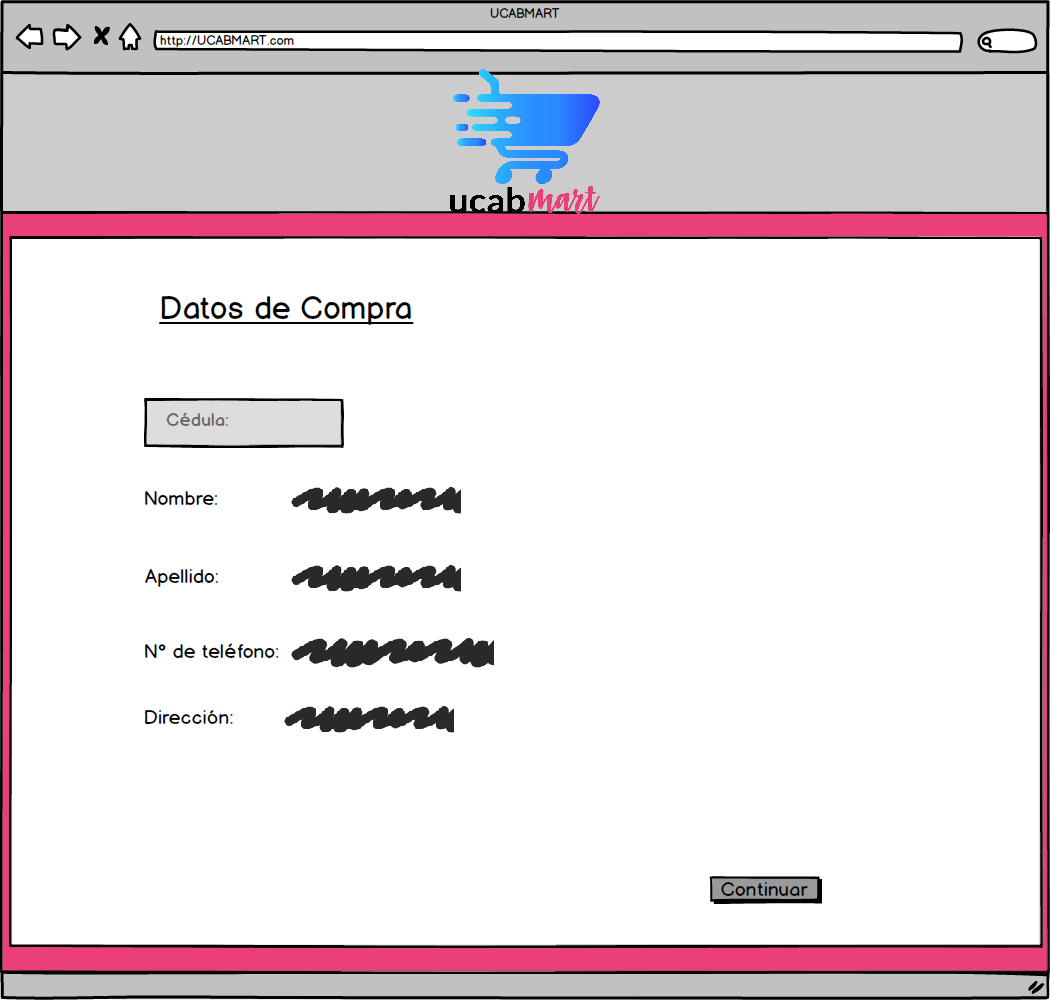 UCABMART
http://UCABMART.com
ucabmart
Datos de Compra
Cédula:
Nombre:
Apellido:
N° de teléfono:
Dirección:
Continuar